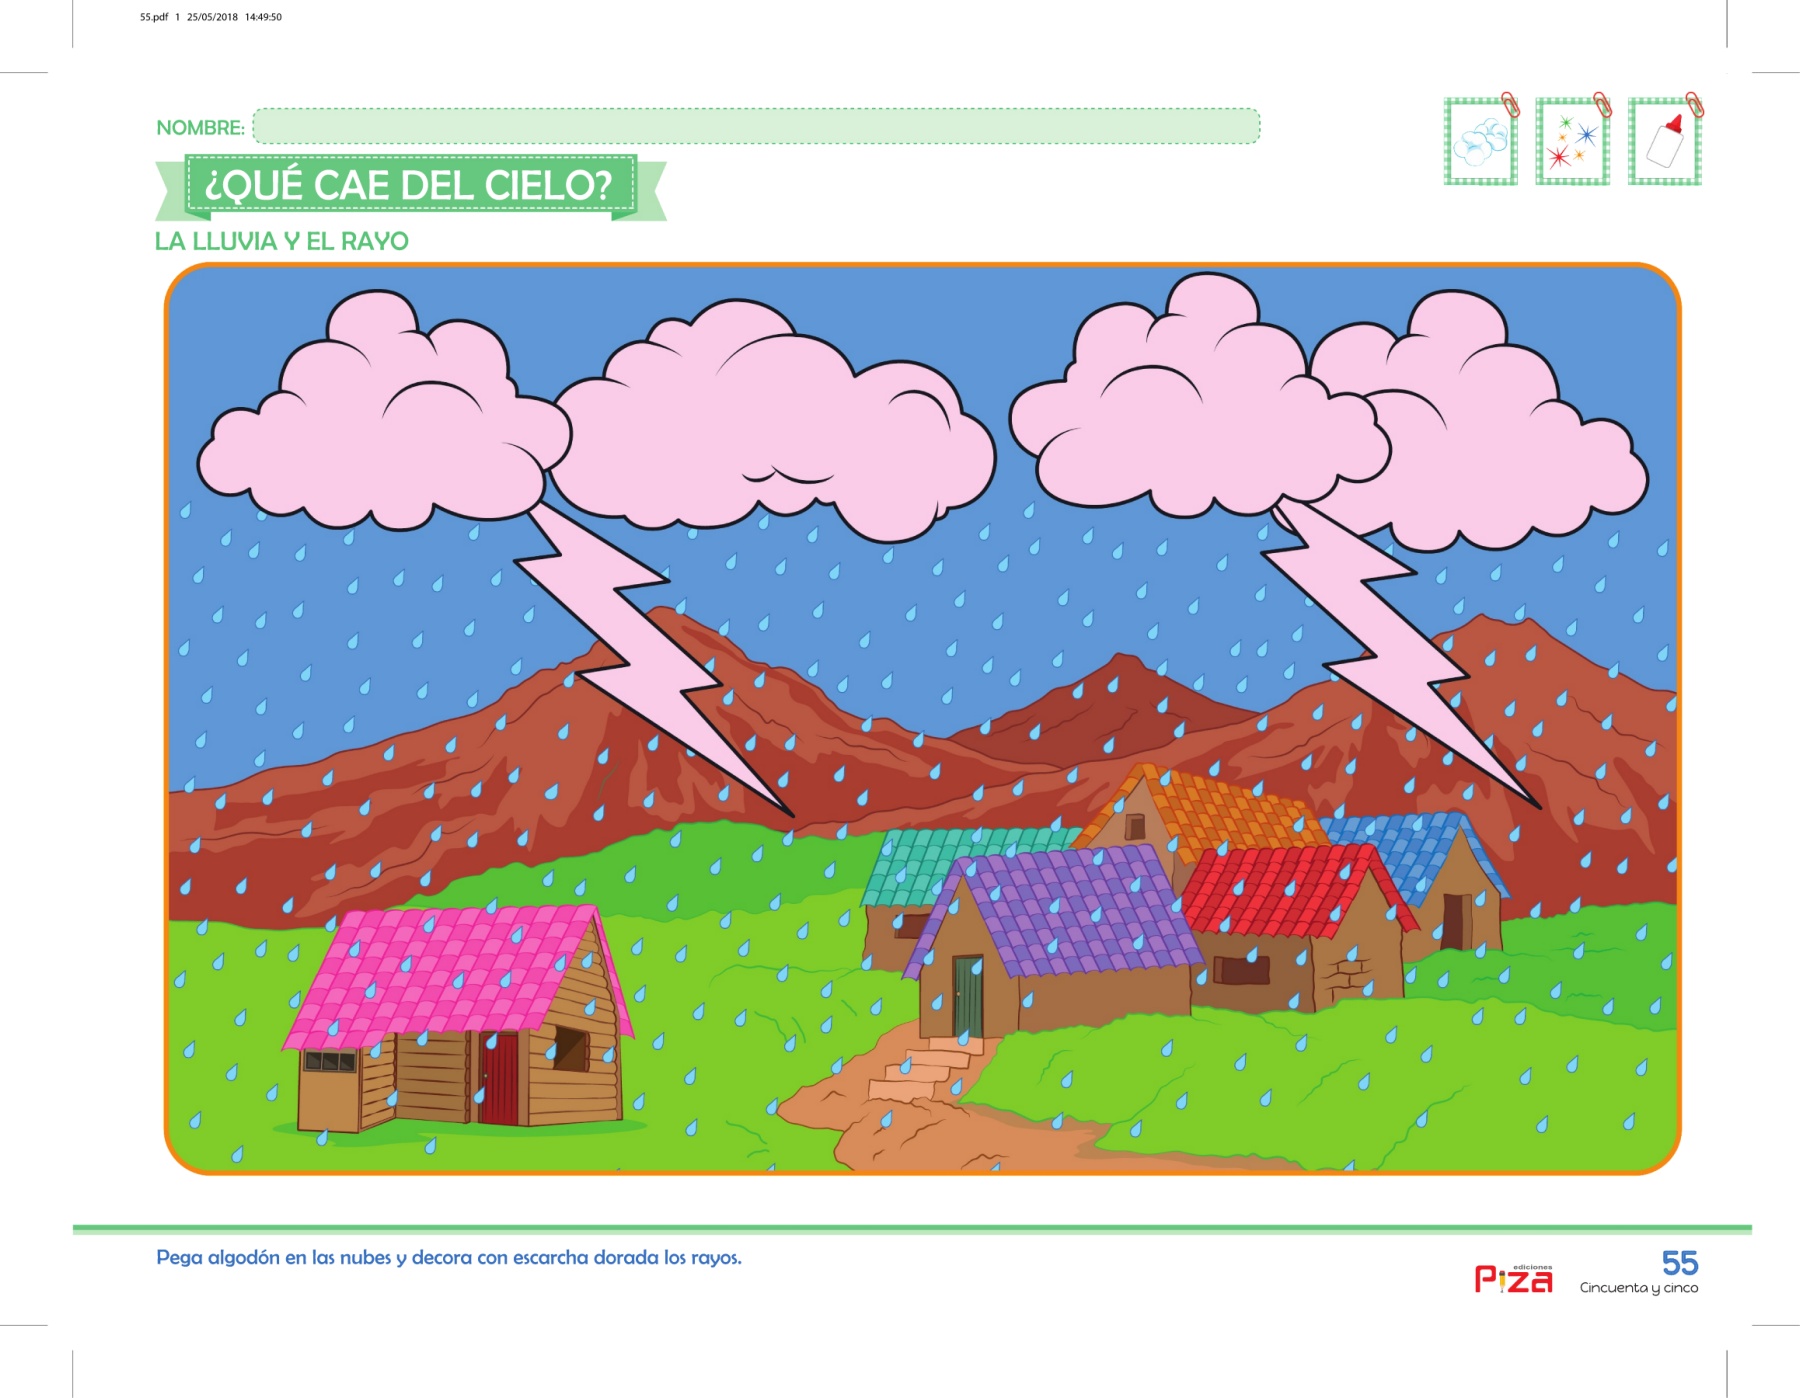 55.pdf 1 25/05/2018 14:49:50
NOMBRE:
¿QUÉ CAE DEL CIELO?
LA LLUVIA Y EL RAYO
Pega algodón en las nubes y decora con escarcha dorada los rayos.
ediciones
Piza
55
Cincuenta y cinco